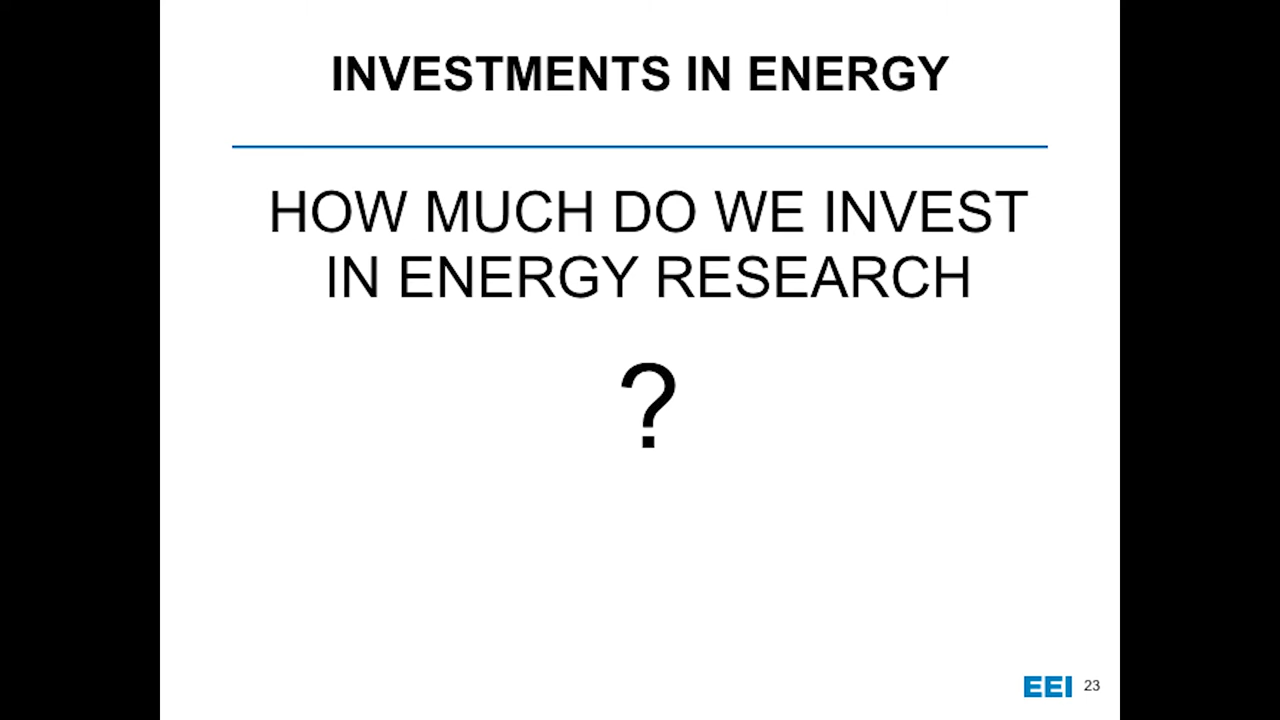 INVESTMENTS IN ENERGY
HOW MUCH DO WE INVEST
IN ENERGY RESEARCH
?
EEI 23